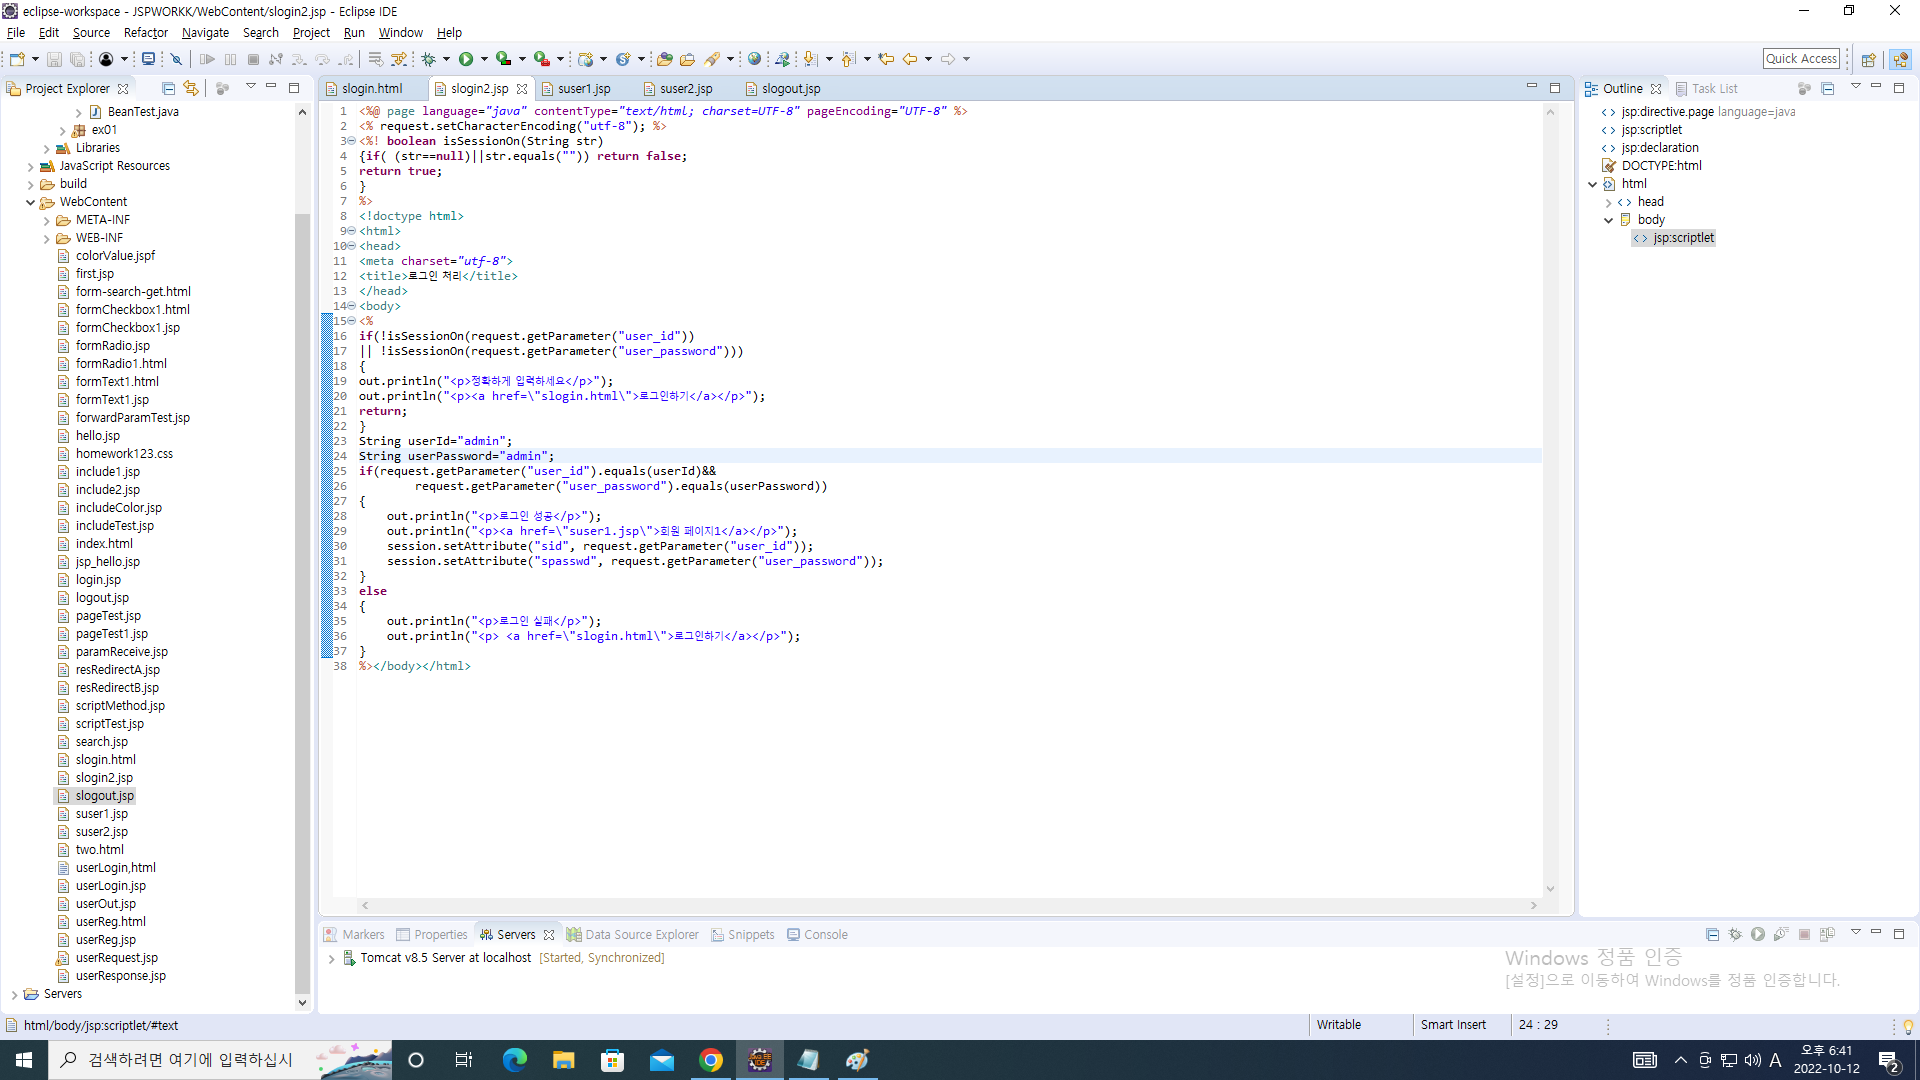 eclipse-workspace - JSPWORKK/WebContent/slogin2.jsp - Eclipse IDE
File Edit Source Refactor Navigate Search Project Run Window Help
Quick Access
Project Explorer
BeanTest.java
ex01
Libraries
JavaScript Resources
build
WebContent
META-INF
WEB-INF
colorValue.jspf
first.jsp
form-search-get.html
formCheckbox1.html
formCheckbox1.jsp
formRadio.jsp
formRadio1.html
formText1.html
formText1.jsp
forwardParamTest.jsp
hello.jsp
homework123.css
include1.jsp
include2.jsp
includeColor.jsp
includeTest.jsp
index.html
jsp_hello.jsp
login.jsp
logout.jsp
pageTest.jsp
pageTest1.jsp
paramReceive.jsp
resRedirectA.jsp
resRedirectB.jsp
scriptMethod.jsp
scriptTest.jsp
search.jsp
slogin.html
slogin2.jsp
slogout.jsp
suser1.jsp
suser2.jsp
two.html
userLogin,html
userLogin.jsp
userOut.jsp
userReg.html
userReg.jsp
userRequest.jsp
userResponse.jsp
Servers
slogin.html slogin2.jsp suser1.jsp suser2.jsp slogout.jsp
1 <%@ page language="java" contentType="text/html; charset=UTF-8" pageEncoding="UTF-8" %>
2 <% request.setCharacterEncoding("utf-8"); %>
3 <%! boolean isSessionOn(String str)
4 {if( (str==null)||str.equals("")) return false;
5 return true;
6 }
7 %>
8 <!doctype html>
9 <html>
10 <head>
11 <meta charset="utf-8">
12 <title>로그인 처리</title>
13 </head>
14 <body>
15 <%
16 if(!isSessionOn(request.getParameter("user_id"))
17 || !isSessionOn(request.getParameter("user_password")))
18 {
19 out.println("<p>정확하게 입력하세요</p>");
20 out.println("<p><a href=\"slogin.html\">로그인하기</a></p>");
21 return;
22 }
23 String userId="admin";
24 String userPassword="admin";
25 if(request.getParameter("user_id").equals(userId)&&
26 request.getParameter("user_password").equals(userPassword))
27 {
28 out.println("<p>로그인 성공</p>");
29 out.println("<p><a href=\"suser1.jsp\">회원 페이지1</a></p>");
30 session.setAttribute("sid", request.getParameter("user_id"));
31 session.setAttribute("spasswd", request.getParameter("user_password"));
32 }
33 else
34 {
35 out.println("<p>로그인 실패</p>");
36 out.println("<p> <a href=\"slogin.html\">로그인하기</a></p>");
37 }
38 %></body></html>
Outline Task List
jsp:directive.page language=java
jsp:scriptlet
jsp:declaration
DOCTYPE:html
html
head
body
jsp:scriptlet
Markers Properties Servers Data Source Explorer Snippets Console
Tomcat v8.5 Server at localhost [Started, Synchronized]
Windows 정품 인증
[설정]으로 이동하여 Windows를 정품 인증합니다.
html/body/jsp:scriptlet/#text
Writable Smart Insert 24 : 29
검색하려면 여기에 입력하십시
A
오후 6:41
2022-10-12
2